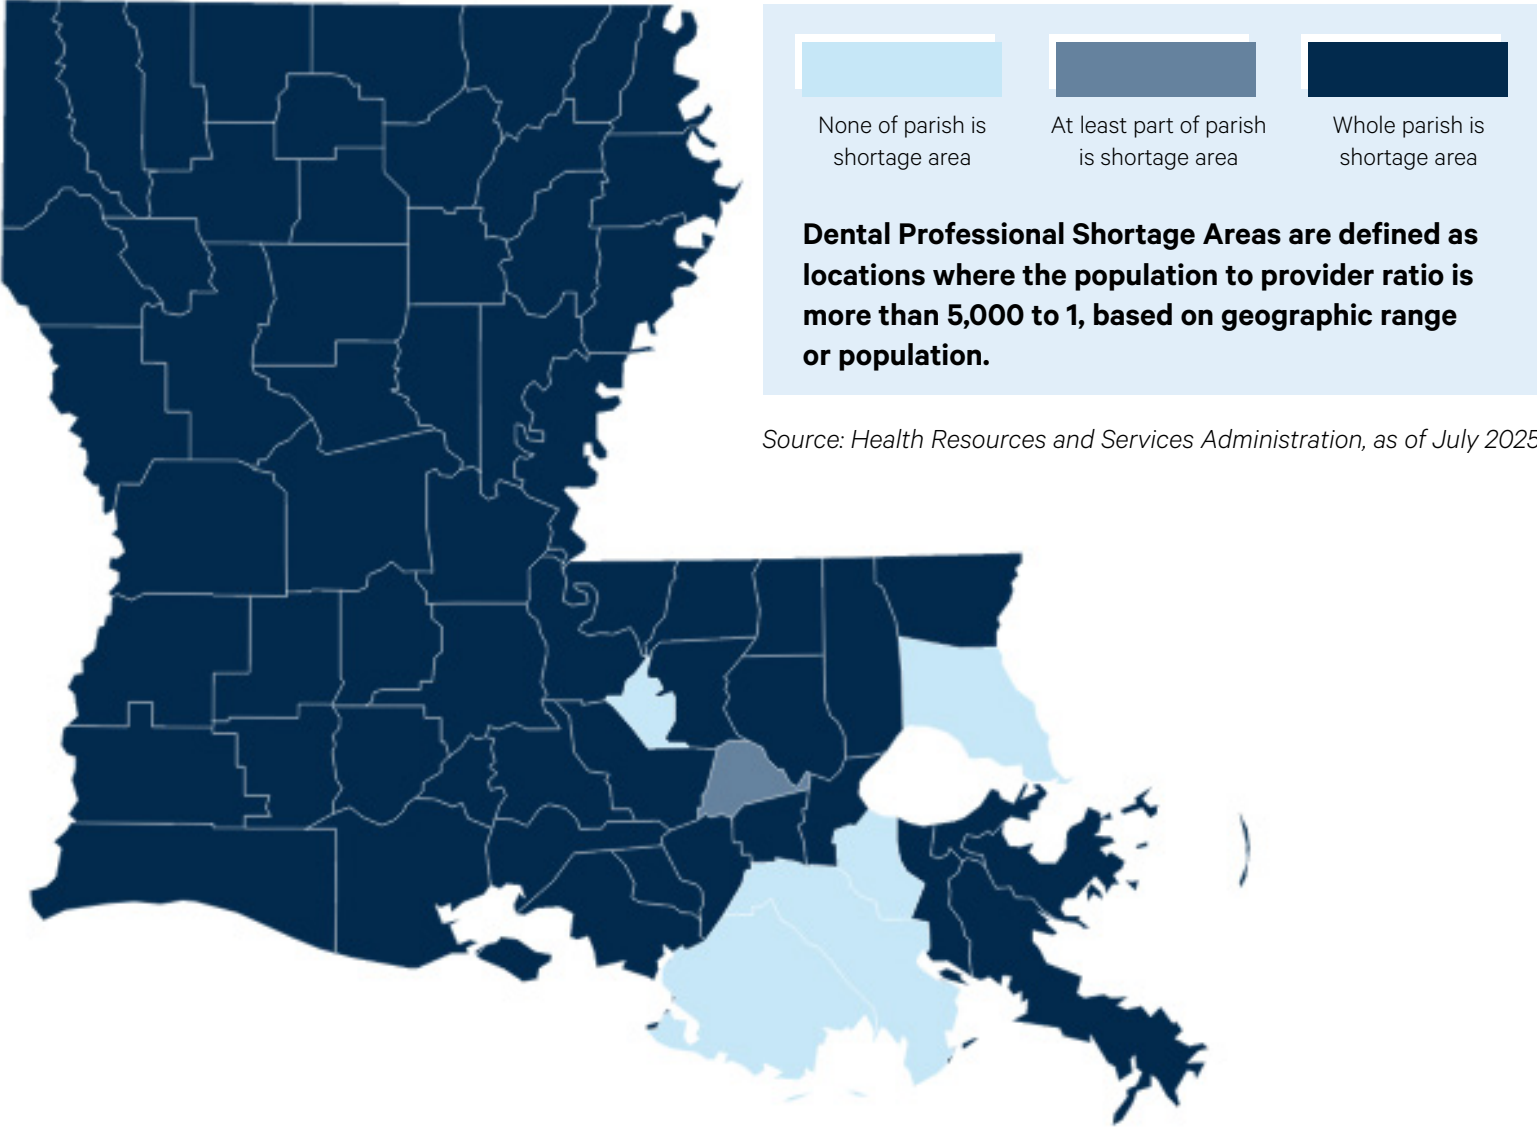 None of parish is
shortage area
At least part of parish
is shortage area
Whole parish is
shortage area
Dental Professional Shortage Areas are defined as
locations where the population to provider ratio is
more than 5,000 to 1, based on geographic range
or population.
Source: Health Resources and Services Administration, as of July 2025